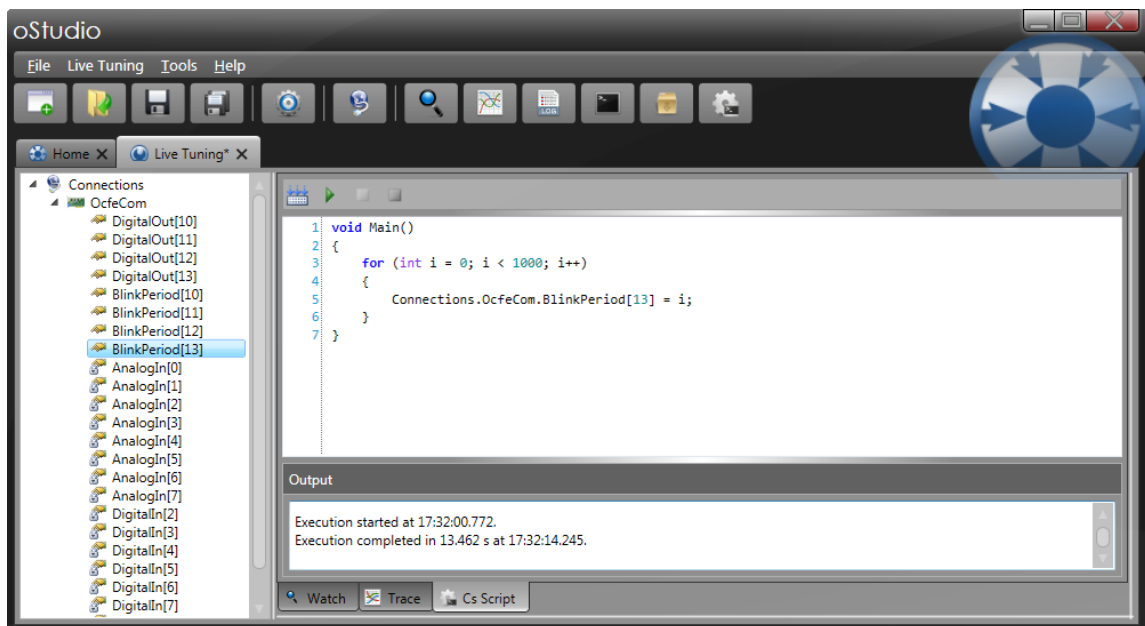 oStudio
File Live Tuning Tools Help
LOG
Home X Live Tuning* X
Connections
OcfeCom
DigitalOut[10]
DigitalOut[11]
DigitalOut[12]
DigitalOut[13]
BlinkPeriod[10]
BlinkPeriod[11]
BlinkPeriod[12]
BlinkPeriod[13]
AnalogIn[0]
AnalogIn[1]
AnalogIn[2]
AnalogIn[3]
AnalogIn[4]
AnalogIn[5]
AnalogIn[6]
AnalogIn[7]
DigitalIn[2]
DigitalIn[3]
DigitalIn[4]
DigitalIn[5]
DigitalIn[6]
DigitalIn[7]
1 void Main()
2 {
3 for (int i = 0; i < 1000; i++)
4 {
5 Connections.OcfeCom.BlinkPeriod[13] = i;
6 }
7 }
Output
Execution started at 17:32:00.772.
Execution completed in 13.462 s at 17:32:14.245.
Watch Trace Cs Script